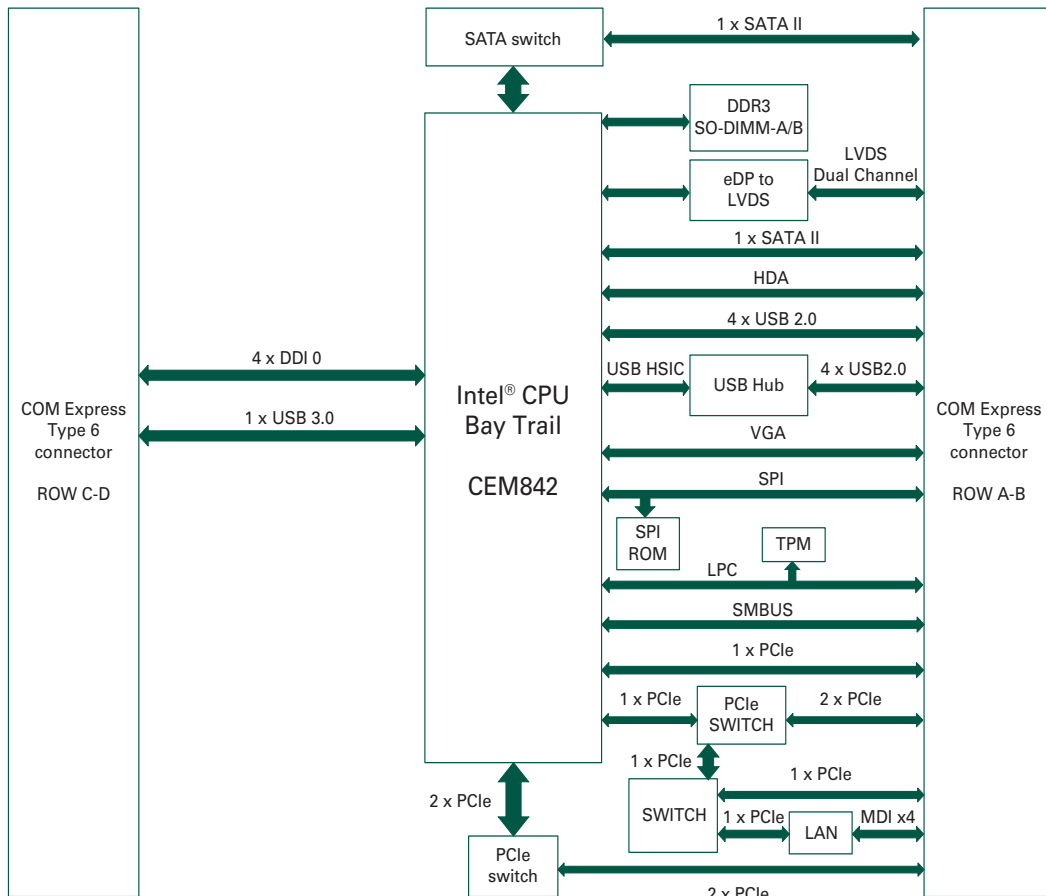 1 x SATA II
SATA switch
DDR3
SO-DIMM-A/B
LVDS
Dual Channel
eDP to
LVDS
1 x SATA II
HDA
4 x USB 2.0
4 x DDI 0
USB HSIC
USB Hub
4 x USB2.0
Intel® CPU
Bay Trail
CEM842
COM Express
Type 6
connector
ROW C-D
1 x USB 3.0
COM Express
Type 6
connector
ROW A-B
VGA
SPI
SPI
ROM
TPM
LPC
SMBUS
1 x PCIe
1 x PCIe
PCIe
SWITCH
2 x PCIe
1 x PCIe
1 x PCIe
2 x PCIe
SWITCH
1 x PCIe
LAN
MDI x4
PCIe
switch
2 x PCIe